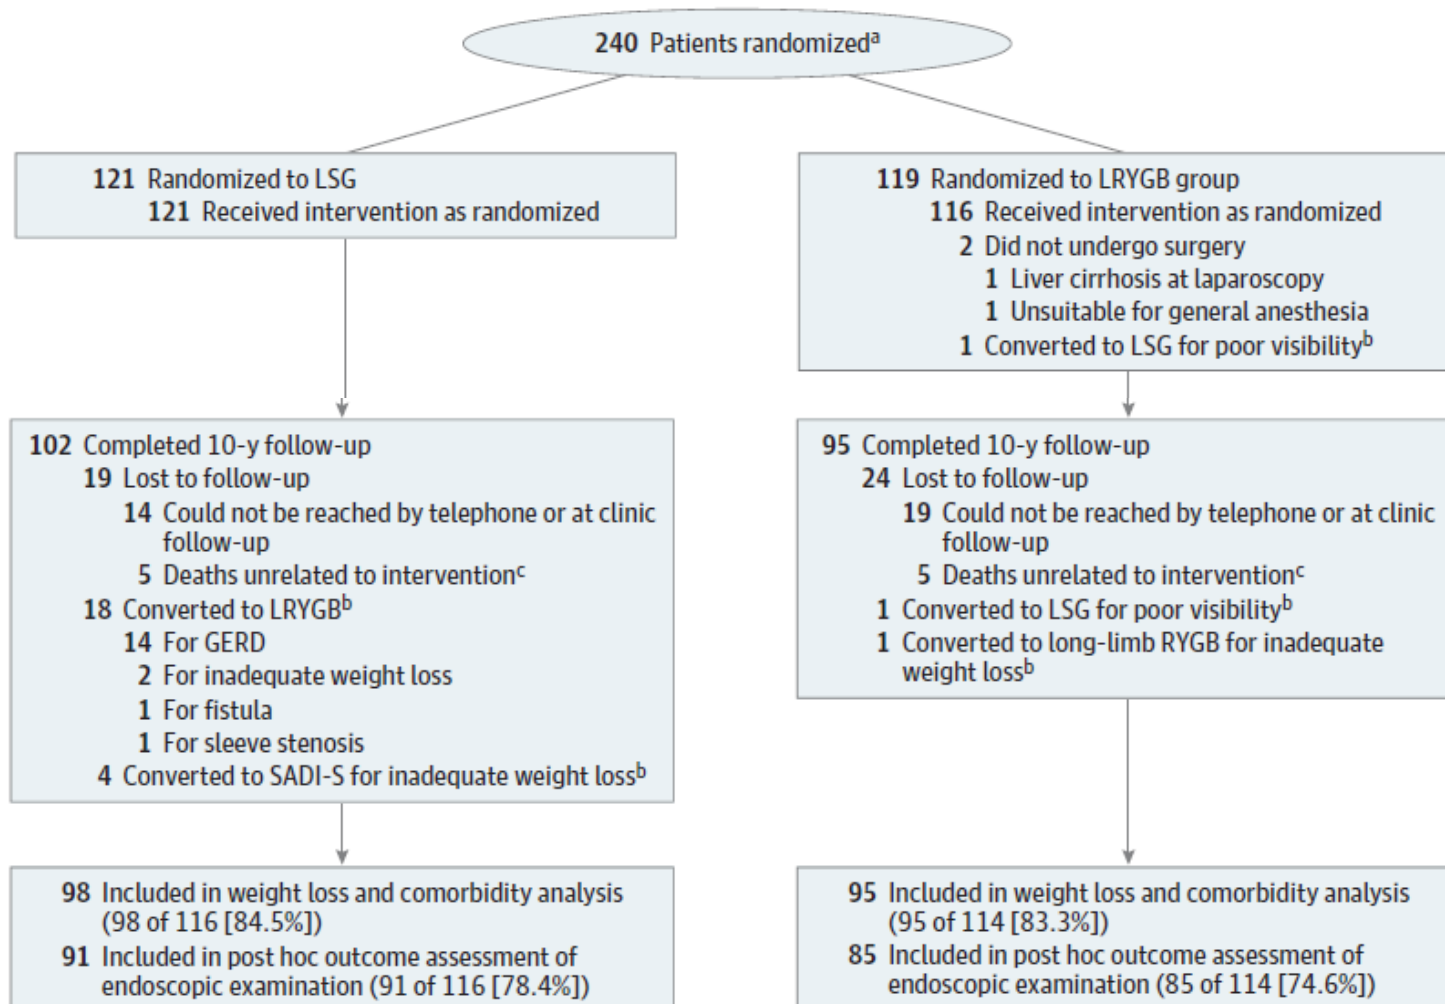 240 Patients randomizedᵃ
121 Randomized to LSG
121 Received intervention as randomized
119 Randomized to LRYGB group
116 Received intervention as randomized
2 Did not undergo surgery
1 Liver cirrhosis at laparoscopy
1 Unsuitable for general anesthesia
1 Converted to LSG for poor visibilityᵇ
102 Completed 10-y follow-up
19 Lost to follow-up
14 Could not be reached by telephone or at clinic
follow-up
5 Deaths unrelated to interventionᶜ
18 Converted to LRYGBᵇ
14 For GERD
2 For inadequate weight loss
1 For fistula
1 For sleeve stenosis
4 Converted to SADI-S for inadequate weight lossᵇ
95 Completed 10-y follow-up
24 Lost to follow-up
19 Could not be reached by telephone or at clinic
follow-up
5 Deaths unrelated to interventionᶜ
1 Converted to LSG for poor visibilityᵇ
1 Converted to long-limb RYGB for inadequate
weight lossᵇ
98 Included in weight loss and comorbidity analysis
(98 of 116 [84.5%])
91 Included in post hoc outcome assessment of
endoscopic examination (91 of 116 [78.4%])
95 Included in weight loss and comorbidity analysis
(95 of 114 [83.3%])
85 Included in post hoc outcome assessment of
endoscopic examination (85 of 114 [74.6%])